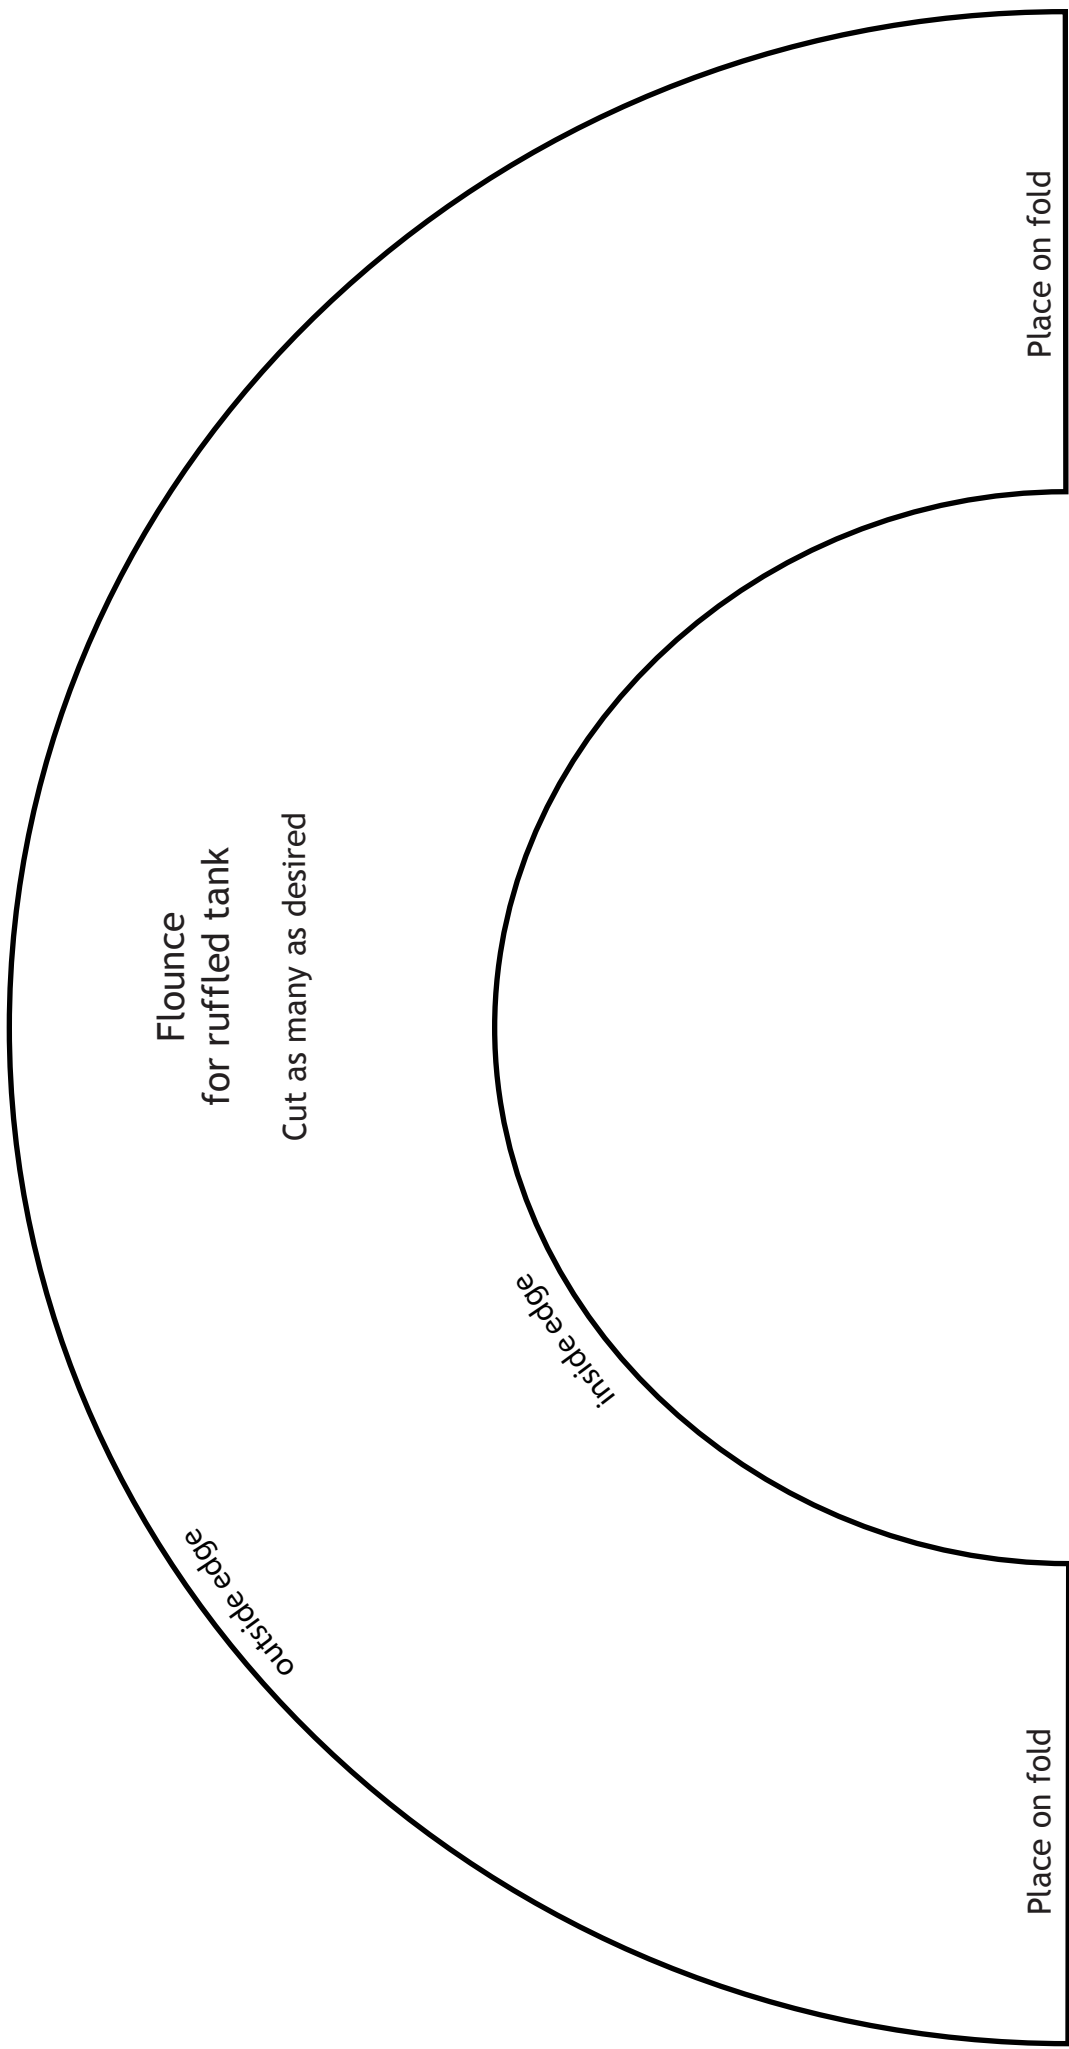 Place on fold
Flounce
for ruffled tank
Cut as many as desired
inside edge
outside edge
Place on fold